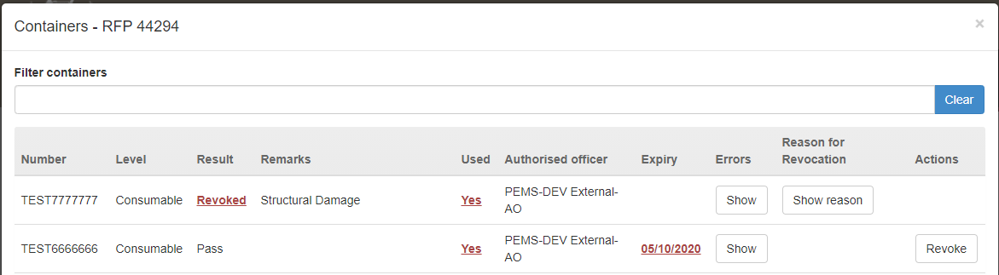 Containers - RFP 44294
×
Filter containers
Clear
Number Level Result Remarks Used Authorised officer Expiry Errors Reason for Revocation Actions
TEST7777777 Consumable Revoked Structural Damage Yes PEMS-DEV External-AO Show Show reason
TEST6666666 Consumable Pass Yes PEMS-DEV External-AO 05/10/2020 Show Revoke